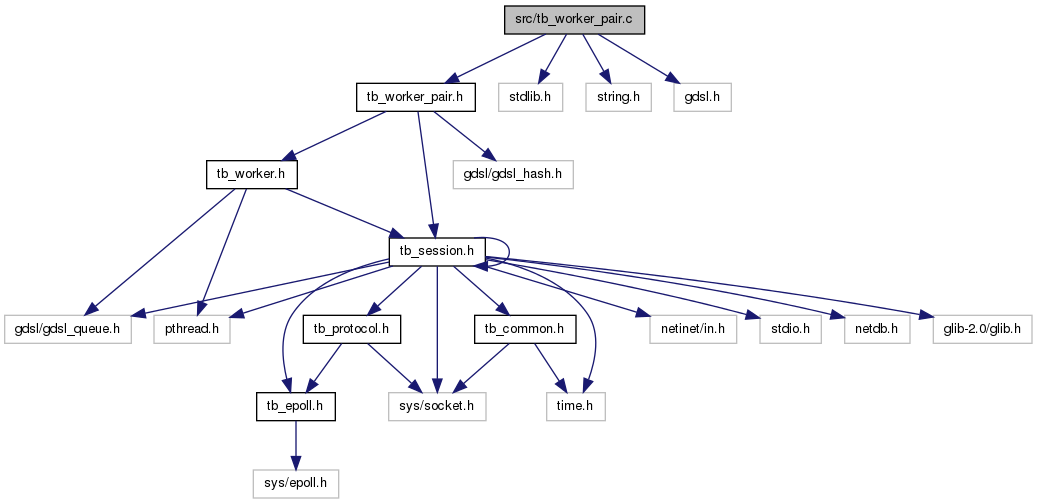 src/tb_worker_pair.c
tb_worker_pair.h
stdlib.h
string.h
gdsl.h
tb_worker.h
gdsl/gdsl_hash.h
tb_session.h
gdsl/gdsl_queue.h
pthread.h
tb_protocol.h
tb_common.h
netinet/in.h
stdio.h
netdb.h
glib-2.0/glib.h
tb_epoll.h
sys/socket.h
time.h
sys/epoll.h